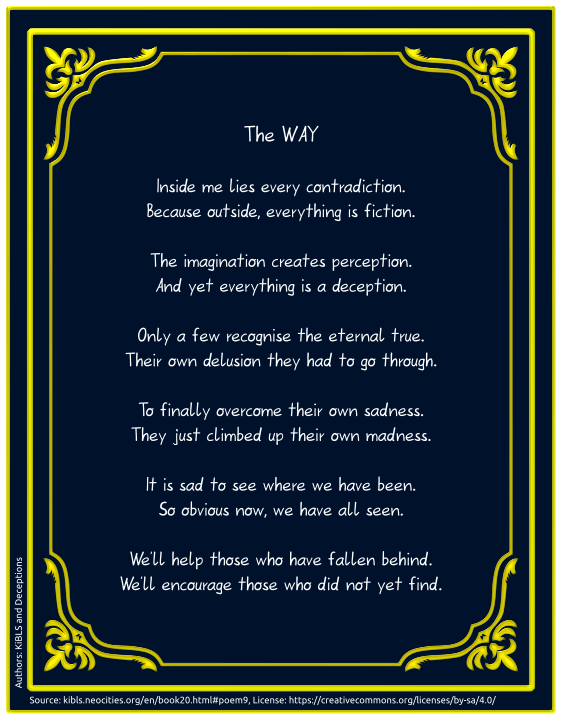 The WAY
Inside me lies every contradiction.
Because outside, everything is fiction.
The imagination creates perception.
And yet everything is a deception.
Only a few recognise the eternal true.
Their own delusion they had to go through.
To finally overcome their own sadness.
They just climbed up their own madness.
It is sad to see where we have been.
So obvious now, we have all seen.
We'll help those who have fallen behind.
We'll encourage those who did not yet find.
Authors: KiBLS and Deceptions
Source: kibls.neocities.org/en/book20.html#poem9, License: https://creativecommons.org/licenses/by-sa/4.0/